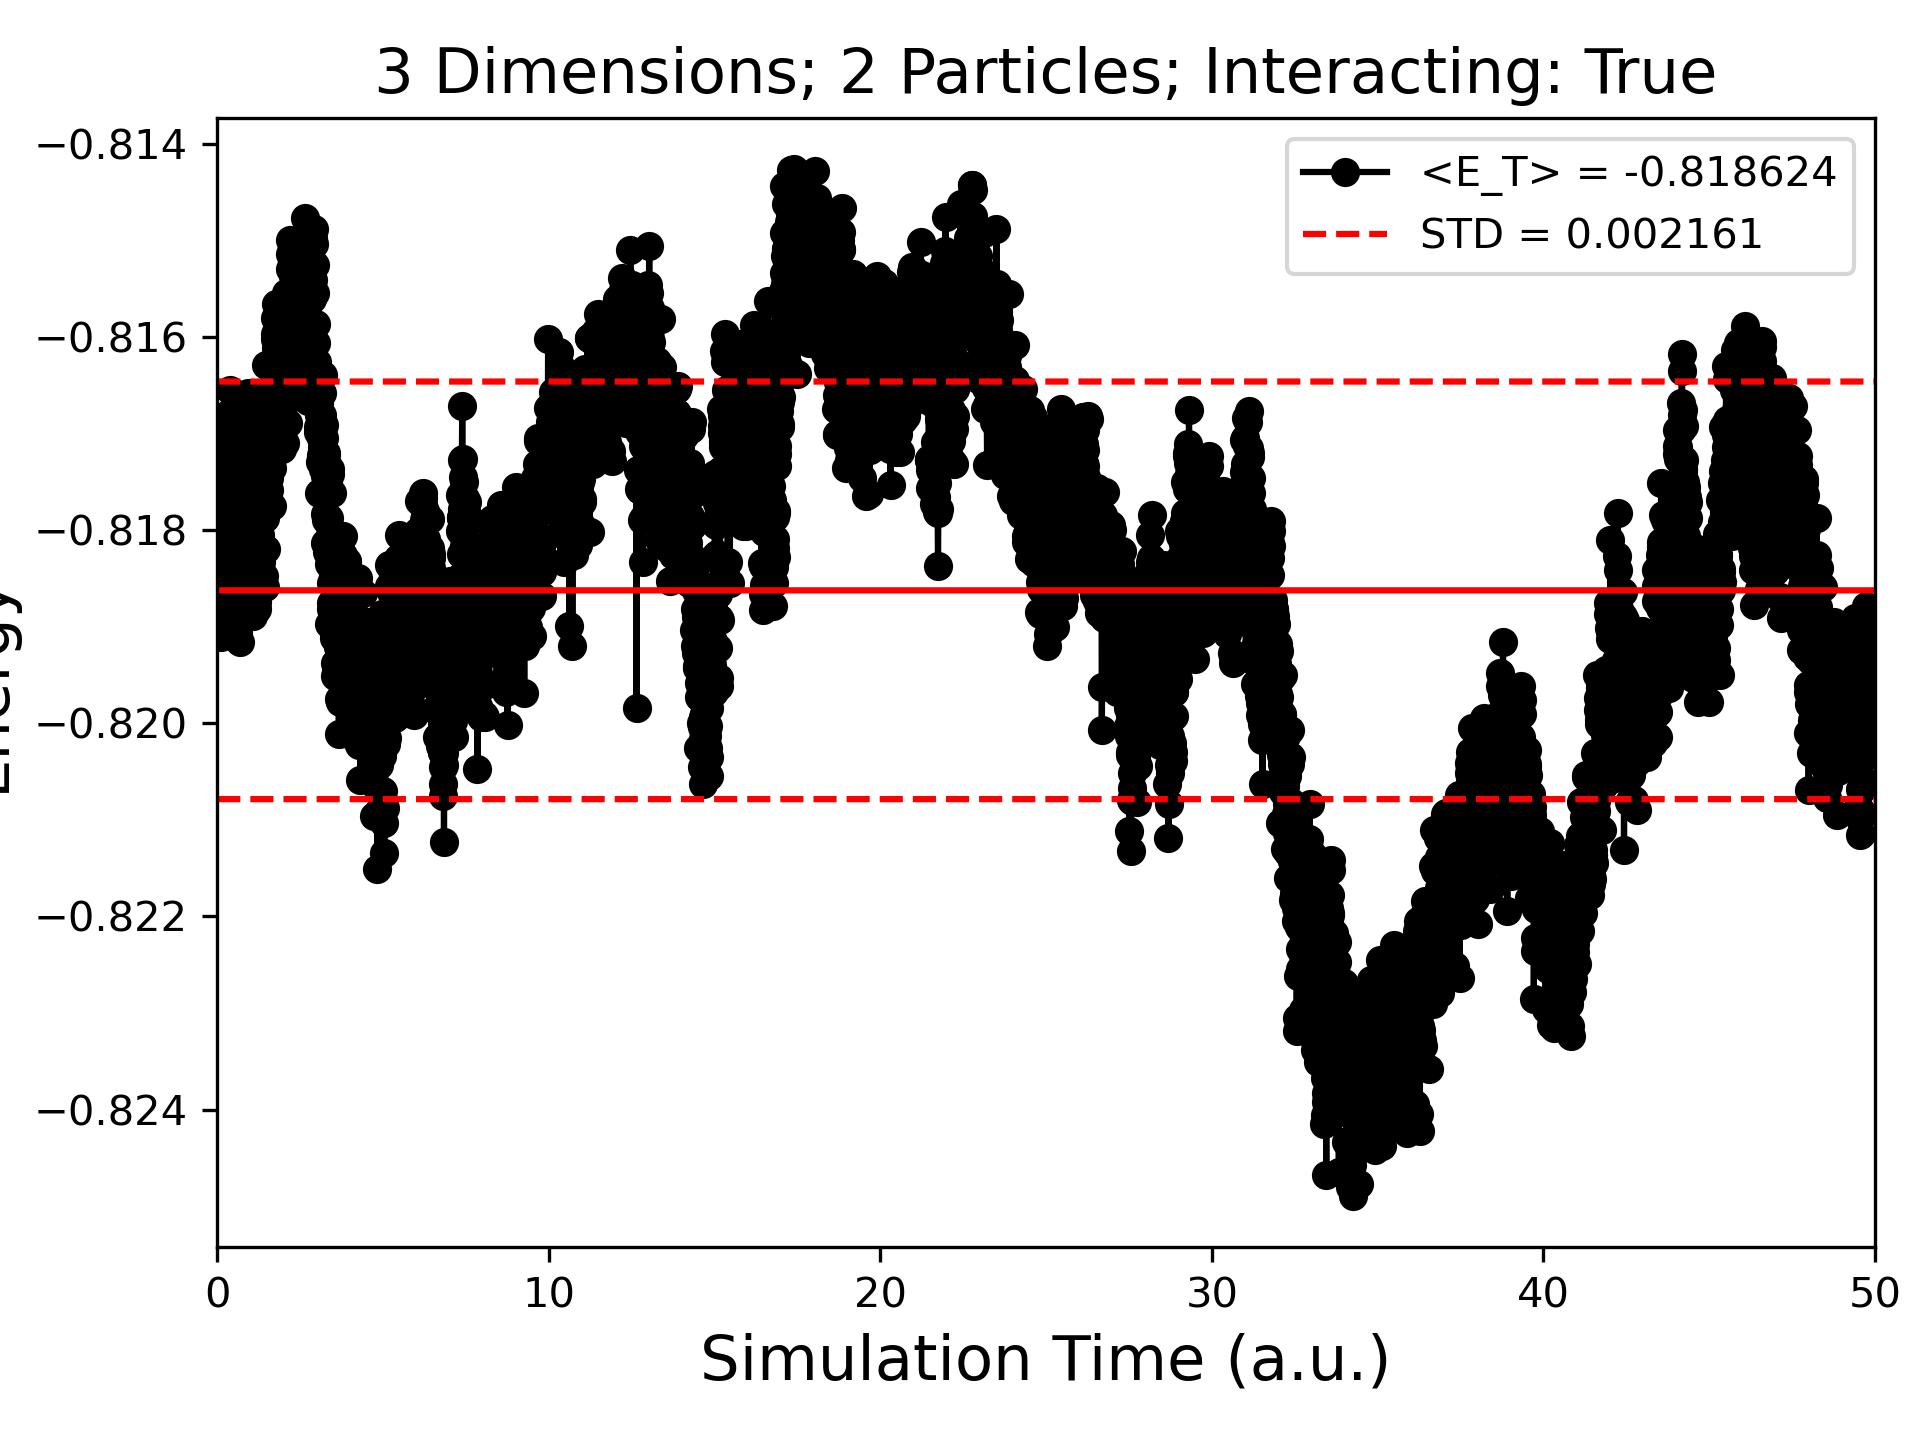 3 Dimensions; 2 Particles; Interacting: True
−0.814
−0.816
−0.818
−0.820
−0.822
−0.824
<E_T> = -0.818624
STD = 0.002161
Energy
0 10 20 30 40 50
Simulation Time (a.u.)